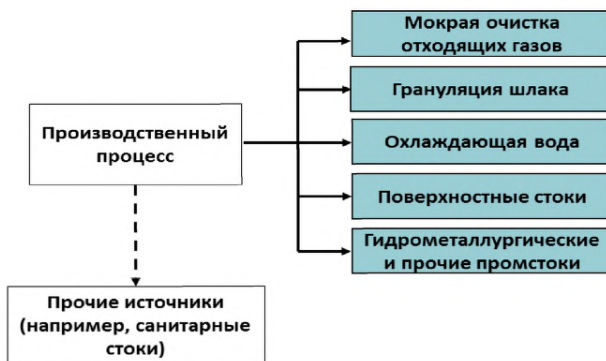 Мокрая очистка
отходящих газов
Грануляция шлака
Производственный
процесс
Охлаждающая вода
Поверхностные стоки
Гидрометаллургические
и прочие промстоки
Прочие источники
(например, санитарные
стоки)